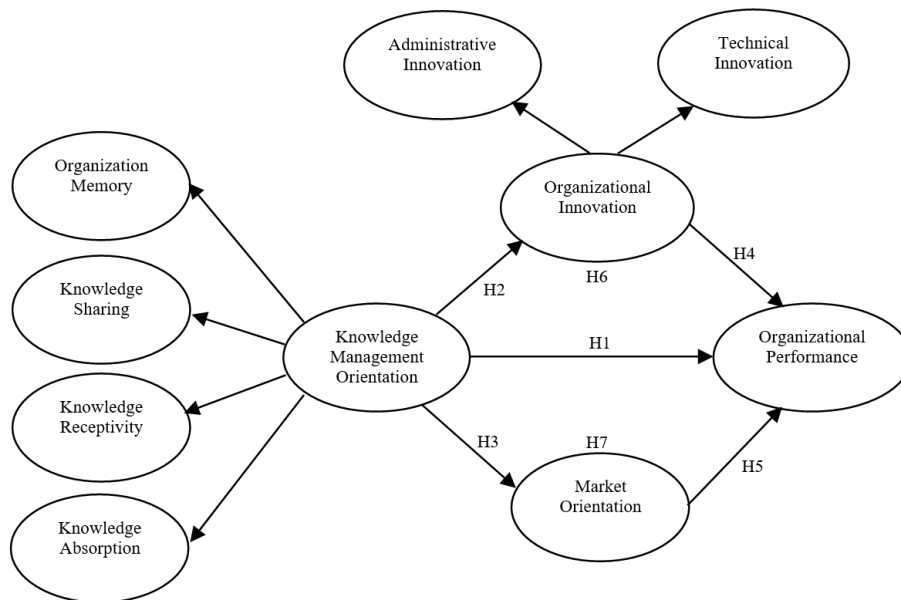 Administrative
Innovation
Technical
Innovation
Organization
Memory
Organizational
Innovation
H4
H6
H2
Knowledge
Sharing
Knowledge
Management
Orientation
H1
Organizational
Performance
Knowledge
Receptivity
H3
H7
H5
Market
Orientation
Knowledge
Absorption